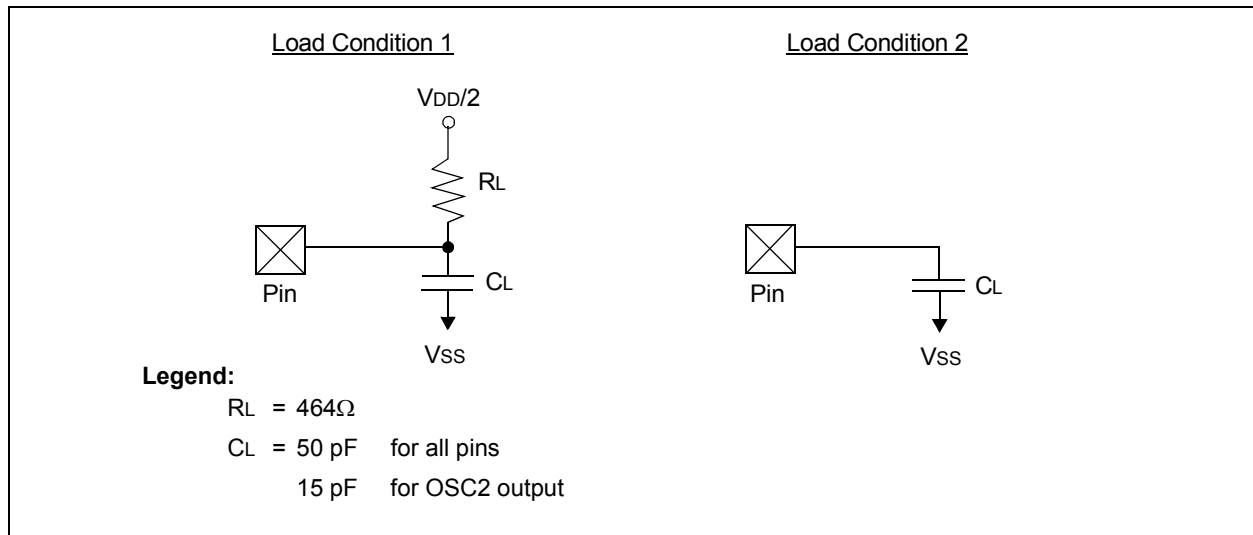 Load Condition 1
Load Condition 2
VDD/2
RL
CL
Pin
VSS
CL
Pin
VSS
Legend:
RL = 464Ω
CL = 50 pF for all pins
15 pF for OSC2 output